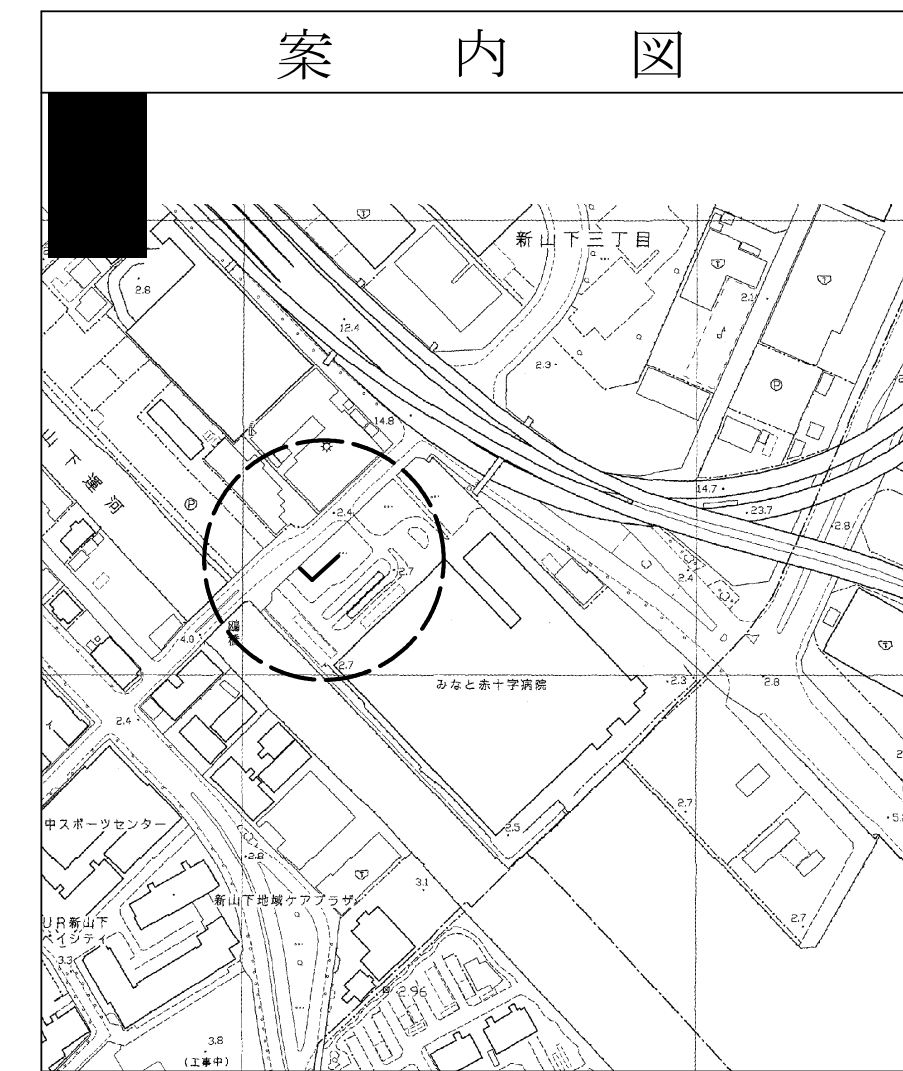 案内図
新山下三丁目
2.8
12.4
2.1
2.3
P
14.8
山下運河
P
2.4
14.7
23.7
2.8
2.7
2.4
4.0
2.7
みなと赤十字病院
2.3
2.8
2.4
2.7
中スポーツセンター
2.5
2.8
3.1
新山下地域ケアプラザ
UR新山下
ベイシティ
2.7
3.3
2.96
3.8
(工事中)